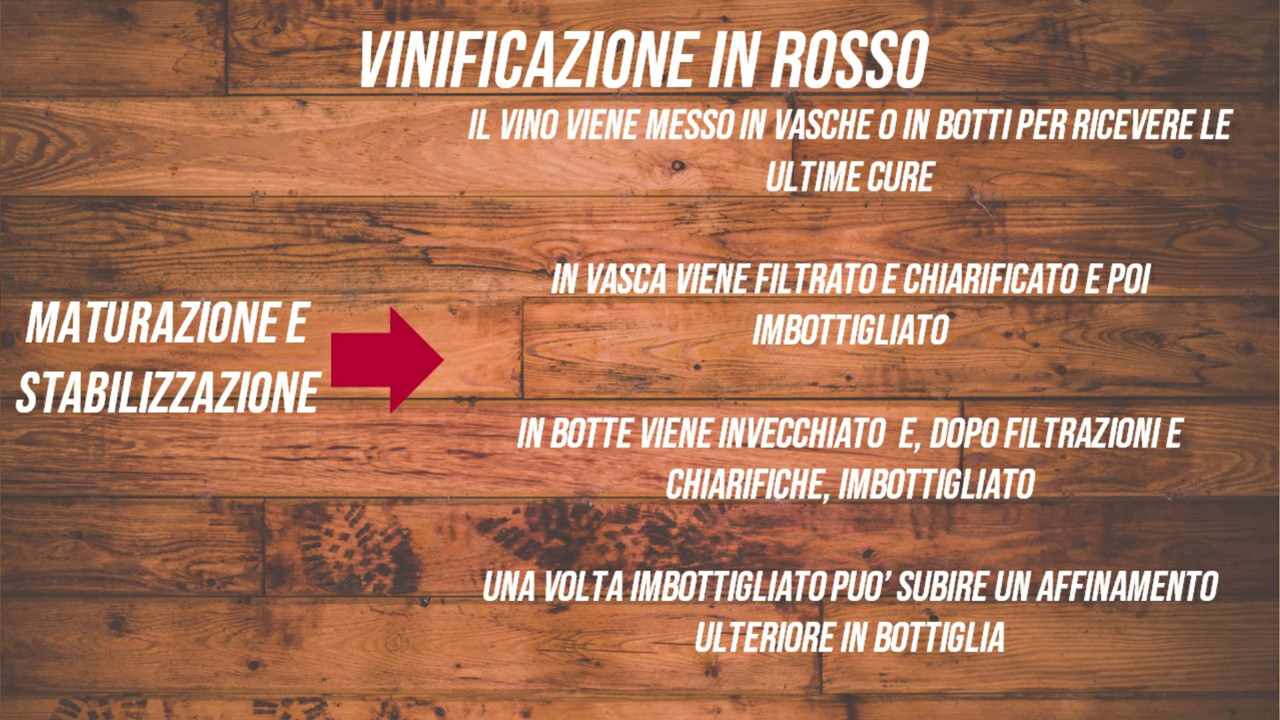 VINIFICAZIONE IN ROSSO
IL VINO VIENE MESSO IN VASCHE O IN BOTTI PER RICEVERE LE
ULTIME CURE
IN VASCA VIENE FILTRATO E CHIARIFICATO E POI
IMBOTTIGLIATO
MATURAZIONE E
STABILIZZAZIONE
IN BOTTE VIENE INVECCHIATO E, DOPO FILTRAZIONI E
CHIARIFICHE, IMBOTTIGLIATO
UNA VOLTA IMBOTTIGLIATO PUO' SUBIRE UN AFFINAMENTO
ULTERIORE IN BOTTIGLIA